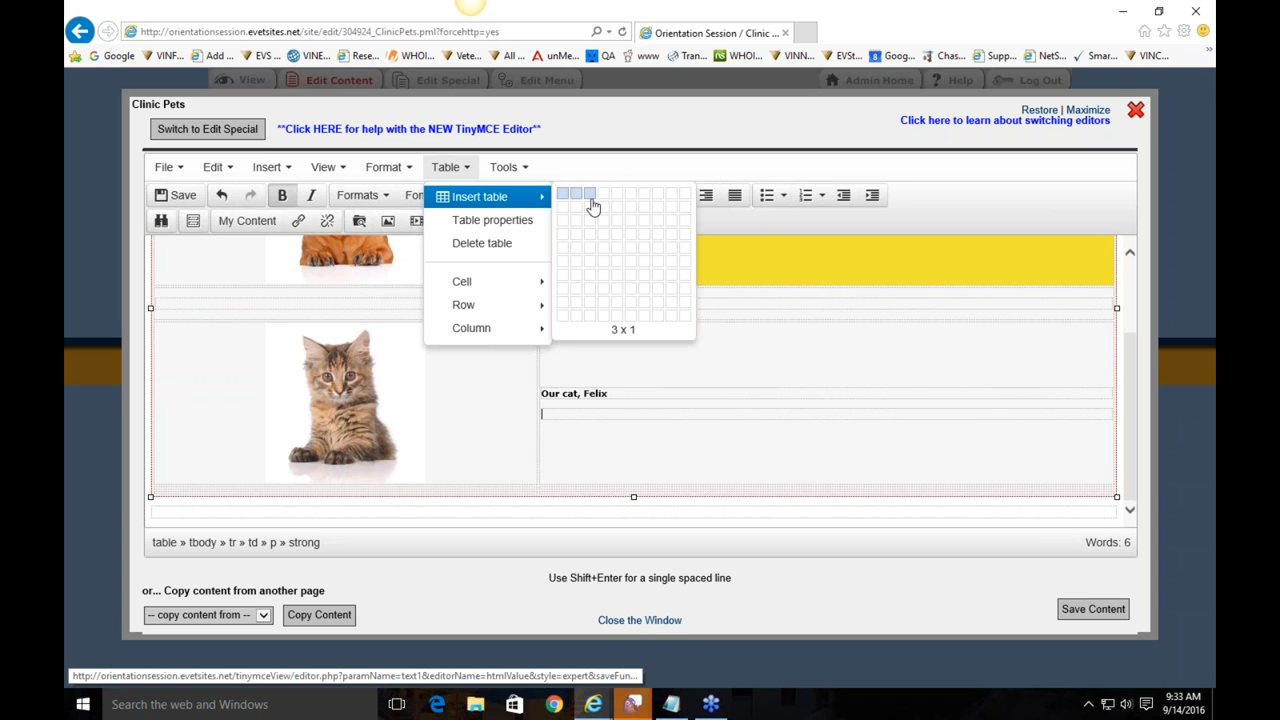 http://orientationsession.evetsites.net/site/edit/304924_ClinicPets.pml?forcehttp=yes
Orientation Session / Clinic ...
Google VINF... Add ... EVS ... VINE... Rese... WHOI... Vete... All ... unMe... QA www Tran... WHOI... VINN... EVSt... Goog... Chas... Supp... NetS... Smar... VINC...
View Edit Content Edit Special Edit Menu Admin Home Help Log Out
Clinic Pets
Restore | Maximize
Switch to Edit Special **Click HERE for help with the NEW TinyMCE Editor**
Click here to learn about switching editors
File Edit Insert View Format Table Tools
Save B I Formats For
My Content
Insert table
Table properties
Delete table
Cell
Row
Column
3 x 1
Our cat, Felix
table » tbody » tr » td » p » strong
Words: 6
Use Shift+Enter for a single spaced line
or... Copy content from another page
-- copy content from -- Copy Content
Close the Window
Save Content
http://orientationsession.evetsites.net/tinymceView/editor.php?paramName=text1&editorName=htmlValue&style=expert&saveFun...
Search the web and Windows
9:33 AM
9/14/2016